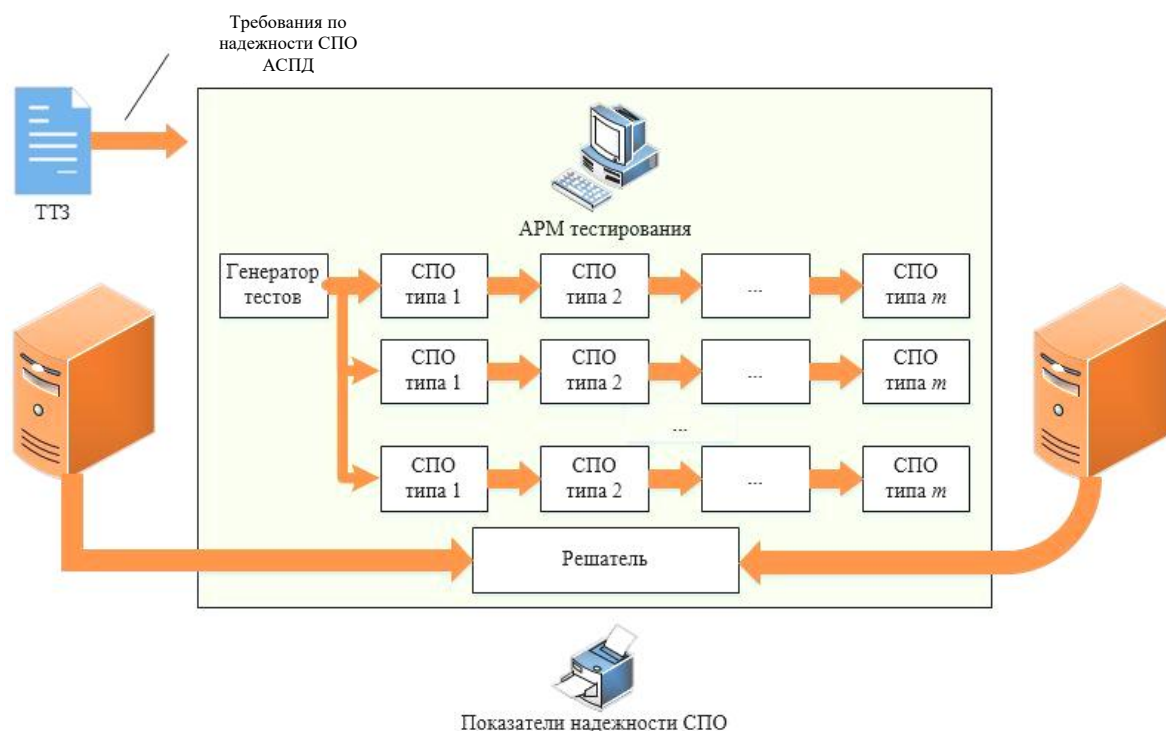 Требования по
надежности СПО
АСПД
ТТЗ
АРМ тестирования
Генератор
тестов
СПО
типа 1
СПО
типа 2
...
СПО
типа m
СПО
типа 1
СПО
типа 2
...
СПО
типа m
...
СПО
типа 1
СПО
типа 2
...
СПО
типа m
Решатель
Показатели надежности СПО